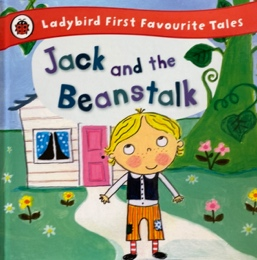 Ladybird First Favourite Tales
Jack and the
Beanstalk